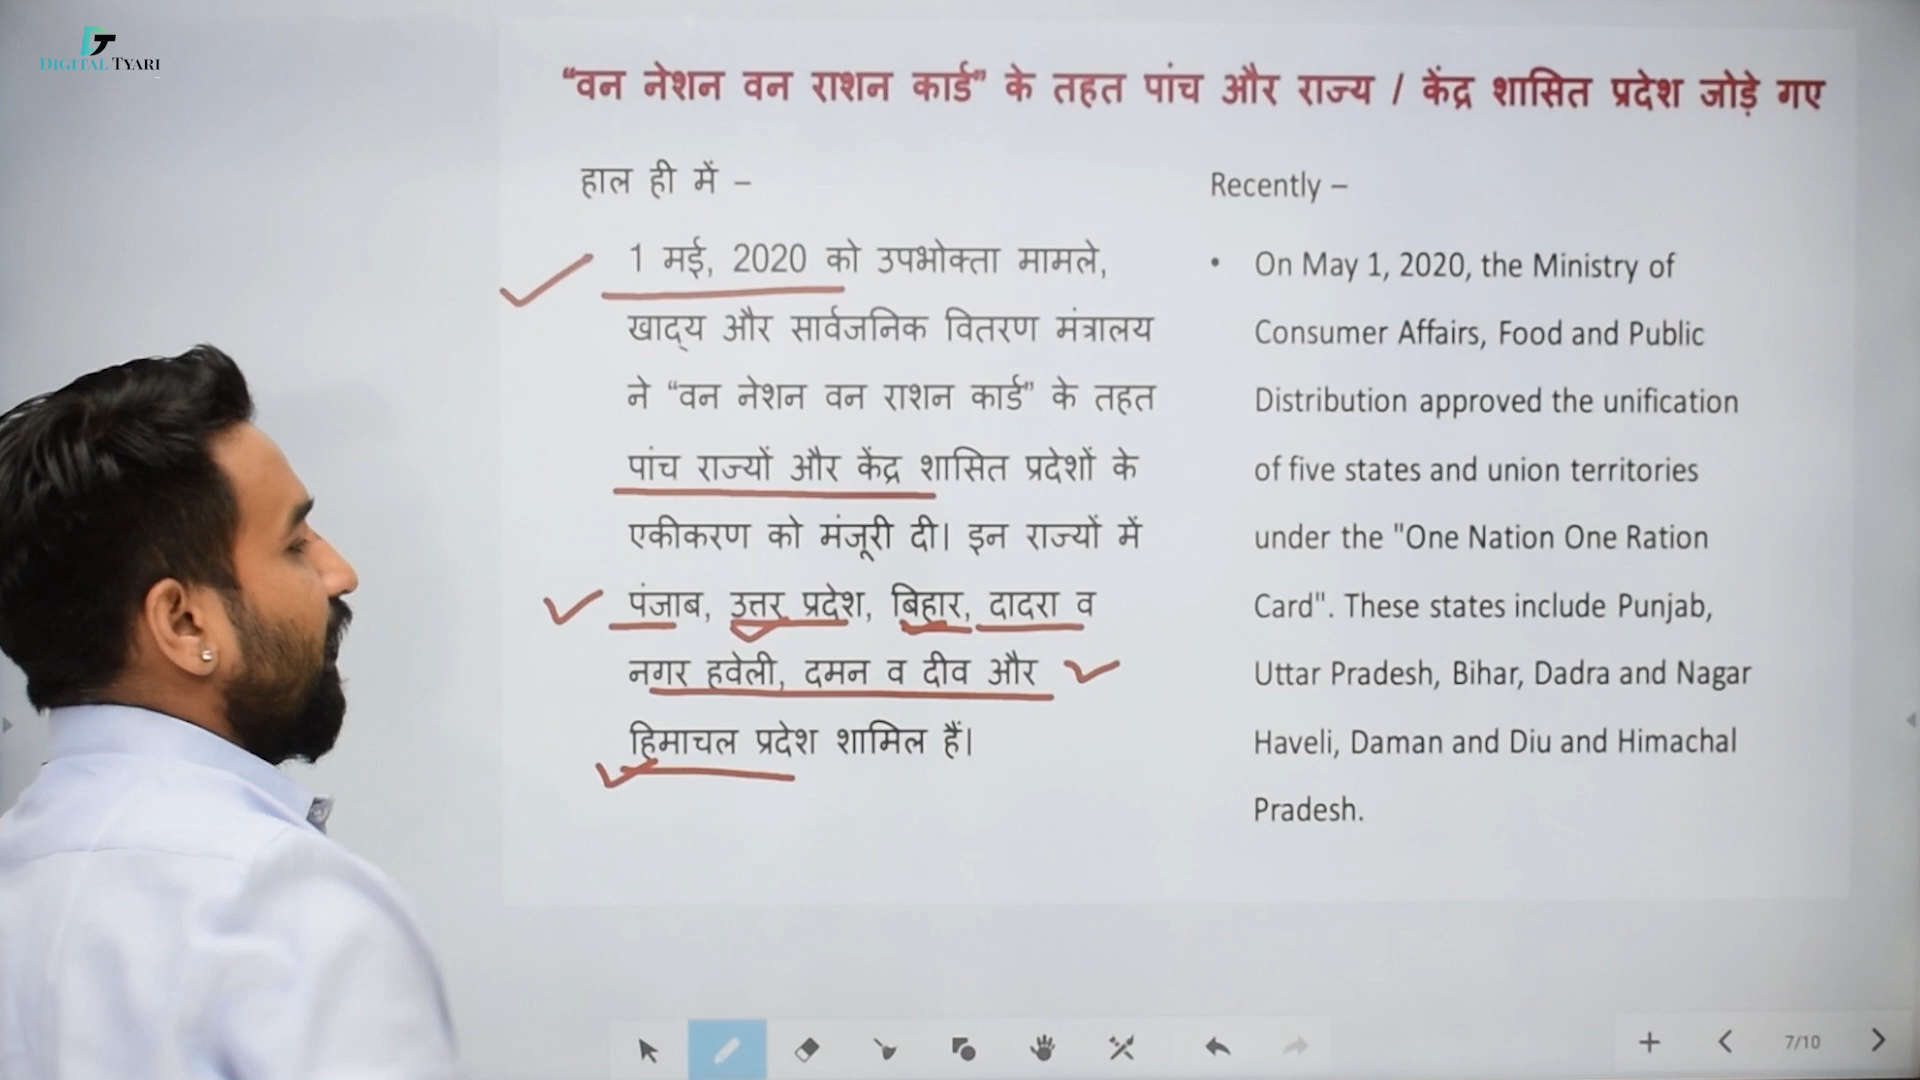 DIGITAL TYARI
“वन नेशन वन राशन कार्ड” के तहत पांच और राज्य / केंद्र शासित प्रदेश जोड़े गए
हाल ही में –
1 मई, 2020 को उपभोक्ता मामले,
खाद्य और सार्वजनिक वितरण मंत्रालय
ने “वन नेशन वन राशन कार्ड” के तहत
पांच राज्यों और केंद्र शासित प्रदेशों के
एकीकरण को मंजूरी दी। इन राज्यों में
पंजाब, उत्तर प्रदेश, बिहार, दादरा व
नगर हवेली, दमन व दीव और
हिमाचल प्रदेश शामिल हैं।
Recently –
• On May 1, 2020, the Ministry of
Consumer Affairs, Food and Public
Distribution approved the unification
of five states and union territories
under the "One Nation One Ration
Card". These states include Punjab,
Uttar Pradesh, Bihar, Dadra and Nagar
Haveli, Daman and Diu and Himachal
Pradesh.
7/10